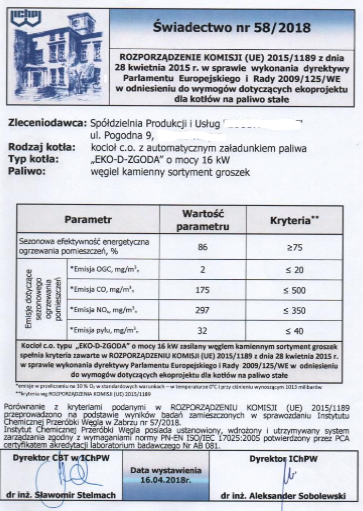 IChPW
Świadectwo nr 58/2018
ROZPORZĄDZENIE KOMISJI (UE) 2015/1189 z dnia
28 kwietnia 2015 r. w sprawie wykonania dyrektywy
Parlamentu Europejskiego i Rady 2009/125/WE
w odniesieniu do wymogów dotyczących ekoprojektu
dla kotłów na paliwo stałe
Zleceniodawca: Spółdzielnia Produkcji i Usług
ul. Pogodna 9,
Rodzaj kotła: kocioł c.o. z automatycznym załadunkiem paliwa
Typ kotła: „EKO-D-ZGODA” o mocy 16 kW
Paliwo: węgiel kamienny sortyment groszek
Parametr Wartość parametru Kryteria**
Sezonowa efektywność energetyczna ogrzewania pomieszczeń, % 86 ≥75
Emisje dotyczące sezonowego ogrzewania pomieszczeń
*Emisja OGC, mg/m³, 2 ≤ 20
*Emisja CO, mg/m³, 175 ≤ 500
*Emisja NOₓ, mg/m³, 297 ≤ 350
*Emisja pyłu, mg/m³, 32 ≤ 40
Kocioł c.o. typu „EKO-D-ZGODA” o mocy 16 kW zasilany węglem kamiennym sortyment groszek
spełnia kryteria zawarte w ROZPORZĄDZENIU KOMISJI (UE) 2015/1189 z dnia 28 kwietnia 2015 r.
w sprawie wykonania dyrektywy Parlamentu Europejskiego i Rady 2009/125/WE w odniesieniu
do wymogów dotyczących ekoprojektu dla kotłów na paliwo stałe
*emisje w przeliczeniu na 10 % O₂ w standardowych warunkach – w temperaturze 0°C i przy ciśnieniu wynoszącym 1013 milibarów
**kryteria wg ROZPORZĄDZENIA KOMISJI (UE) 2015/1189
Porównanie z kryteriami podanymi w ROZPORZĄDZENIU KOMISJI (UE) 2015/1189
przeprowadzono na podstawie wyników badań zamieszczonych w sprawozdaniu Instytutu
Chemicznej Przeróbki Węgla w Zabrzu nr 57/2018.
Instytut Chemicznej Przeróbki Węgla posiada ustanowiony, wdrożony i utrzymywany system
zarządzania zgodny z wymaganiami normy PN-EN ISO/IEC 17025:2005 potwierdzony przez PCA
certyfikatem akredytacji laboratorium badawczego Nr AB 081.
Dyrektor CBT w IChPW
dr inż. Sławomir Stelmach
Data wystawienia
16.04.2018r.
Dyrektor IChPW
dr inż. Aleksander Sobolewski